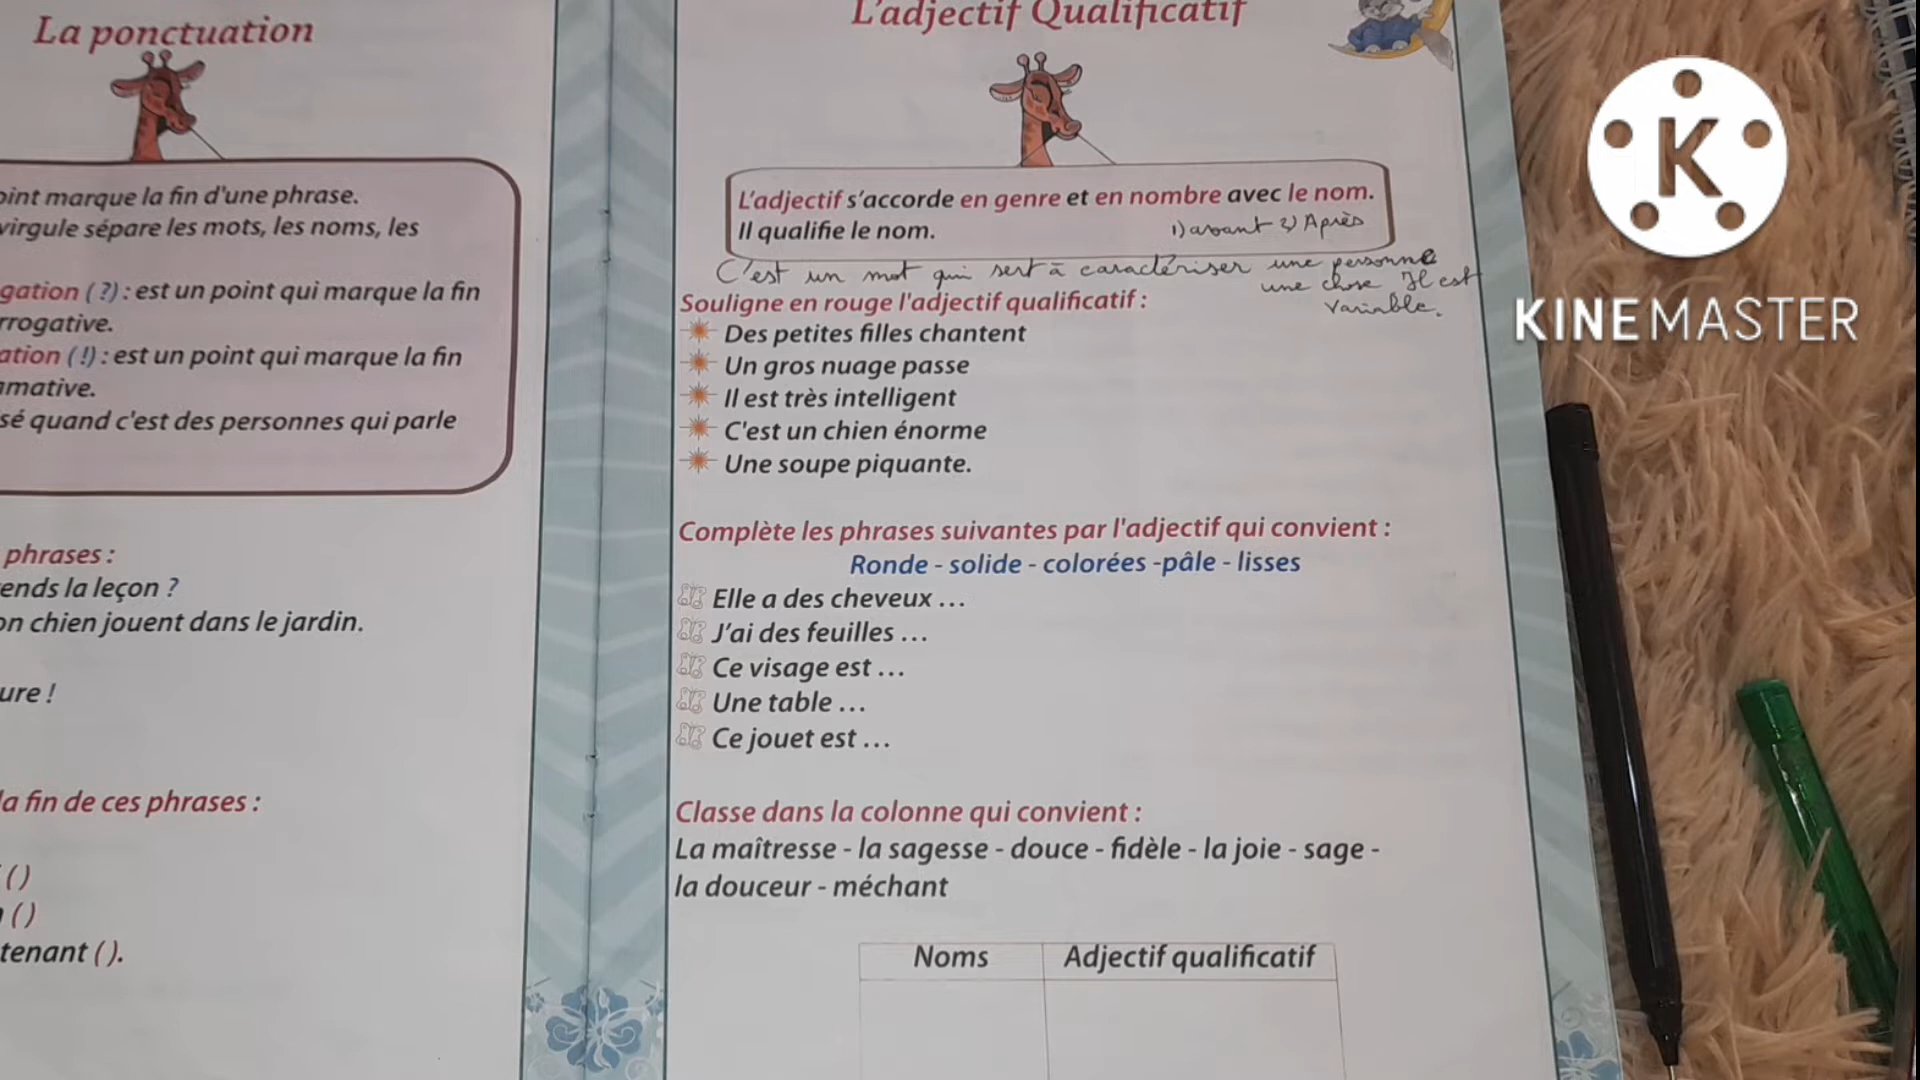 La ponctuation
oint marque la fin d'une phrase.
virgule sépare les mots, les noms, les
gation (?) : est un point qui marque la fin
rrogative.
ation (!) : est un point qui marque la fin
mative.
sé quand c'est des personnes qui parle
phrases :
ends la leçon ?
on chien jouent dans le jardin.
ure !
la fin de ces phrases :
()
()
tenant ().
L'adjectif Qualificatif
L'adjectif s'accorde en genre et en nombre avec le nom.
Il qualifie le nom.
1) avant 2) Après
C'est un mot qui sert à caractériser une personne
une chose Il est
variable.
Souligne en rouge l'adjectif qualificatif :
Des petites filles chantent
Un gros nuage passe
Il est très intelligent
C'est un chien énorme
Une soupe piquante.
Complète les phrases suivantes par l'adjectif qui convient :
Ronde - solide - colorées -pâle - lisses
Elle a des cheveux ...
J'ai des feuilles ...
Ce visage est ...
Une table ...
Ce jouet est ...
Classe dans la colonne qui convient :
La maîtresse - la sagesse - douce - fidèle - la joie - sage -
la douceur - méchant
Noms Adjectif qualificatif
K
KINEMASTER